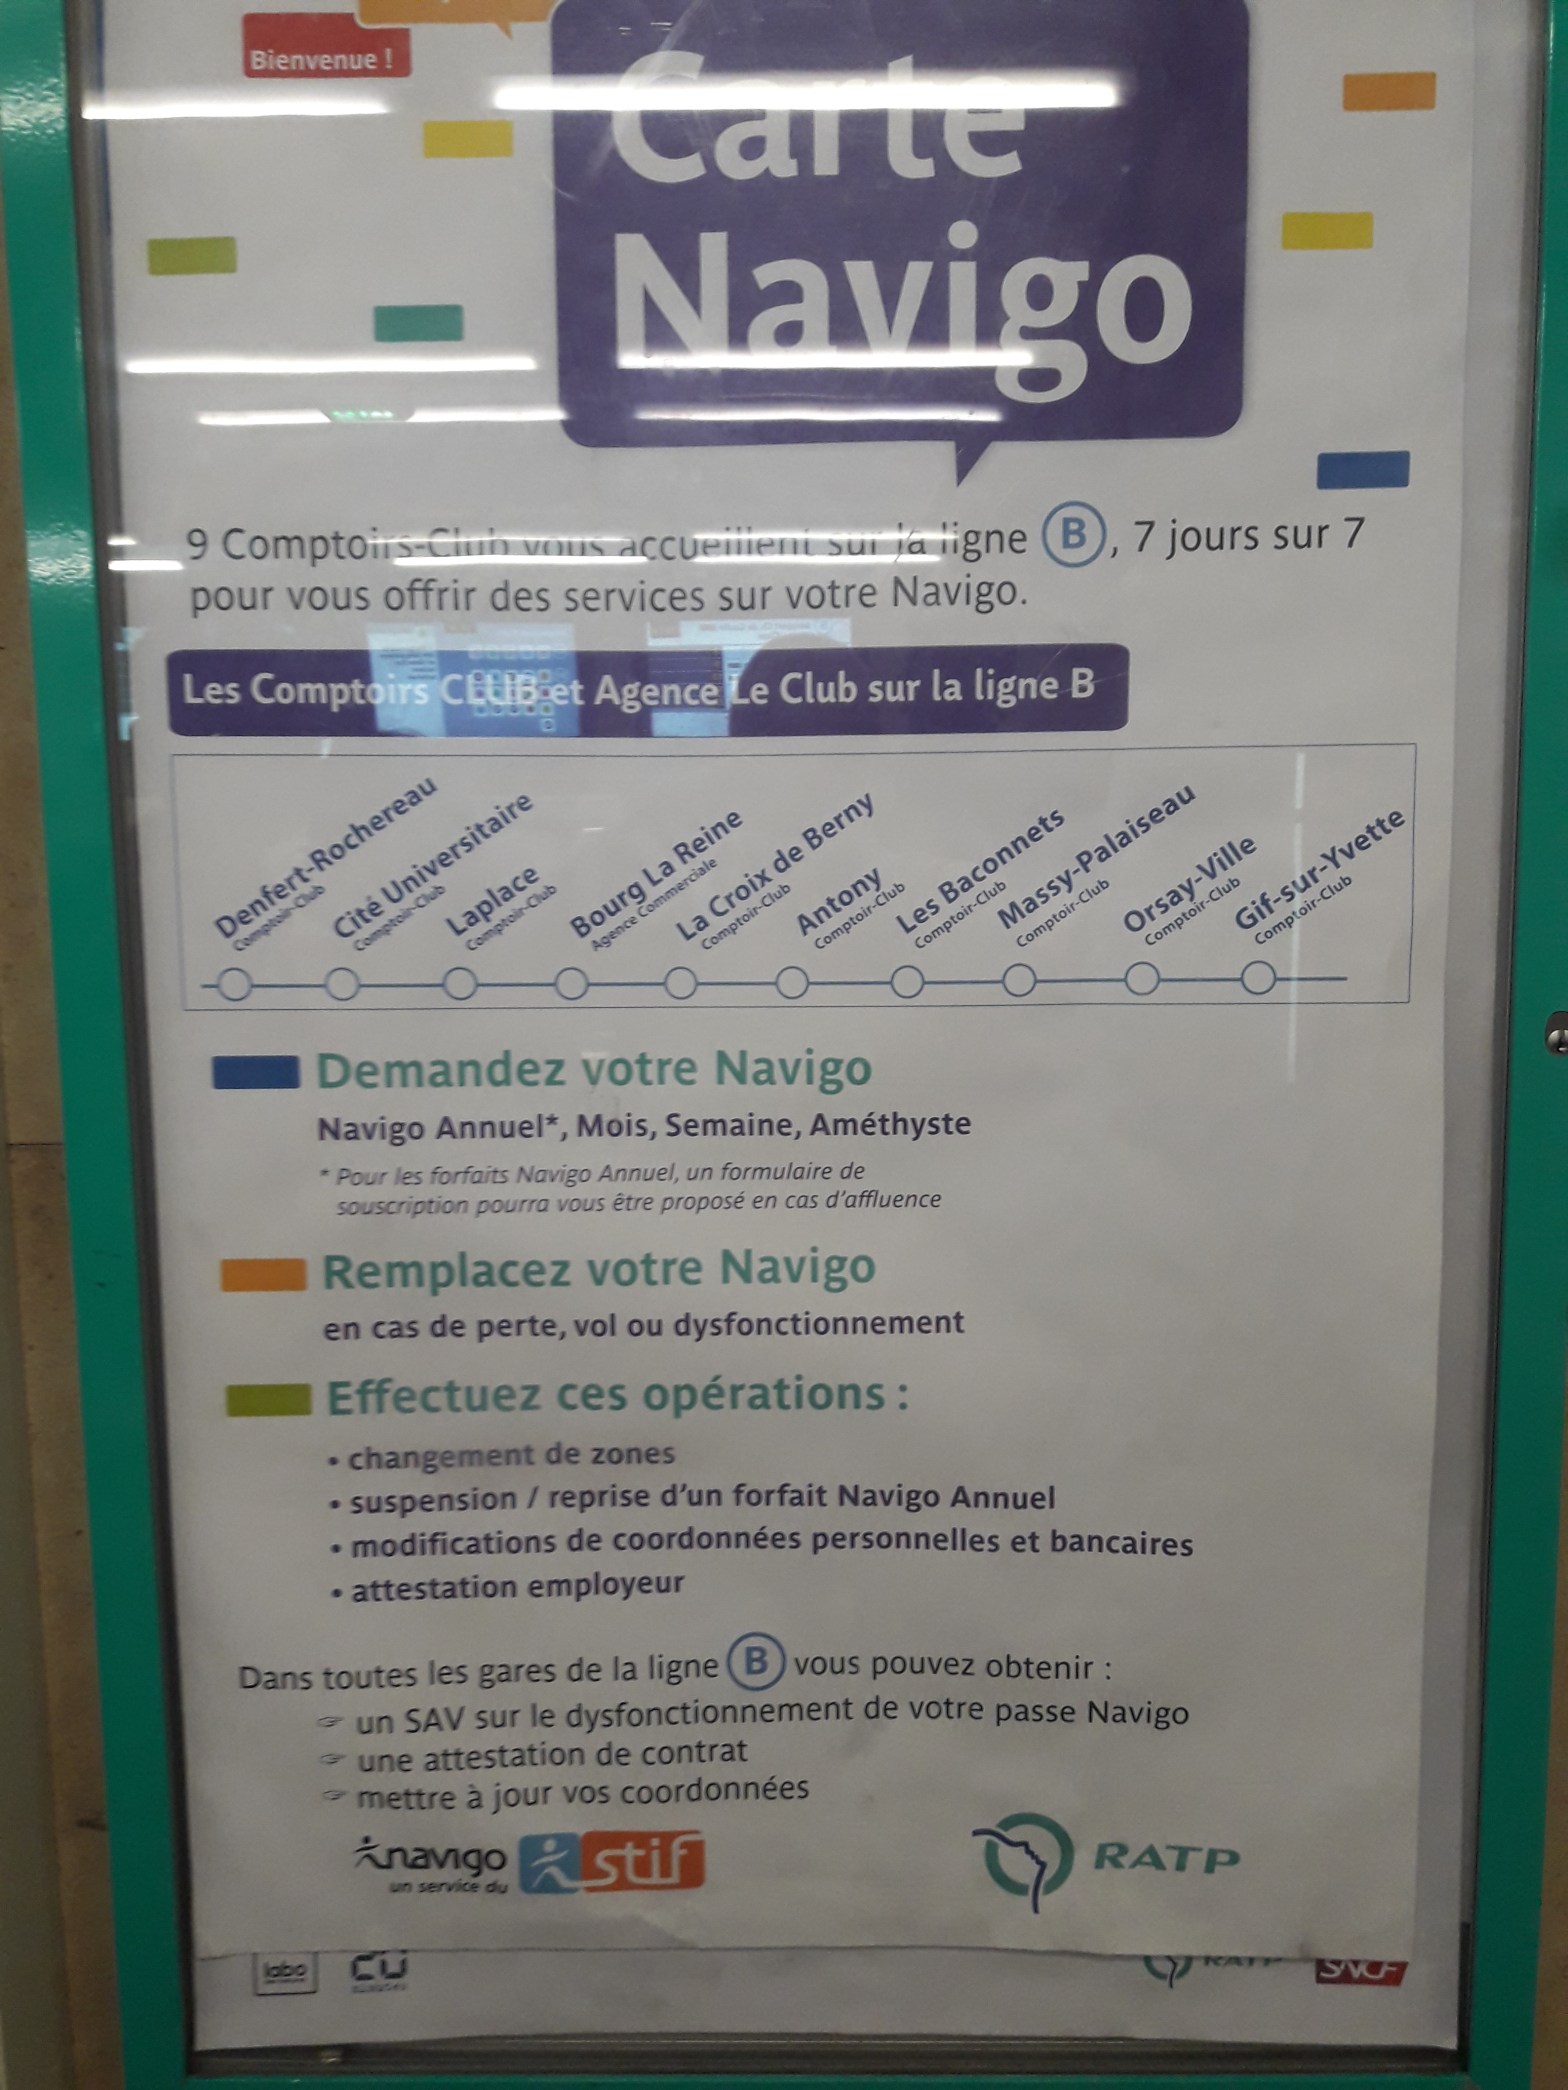 Bienvenue !
Carte
Navigo
9 Comptoirs-Club vous accueillent sur la ligne B, 7 jours sur 7
pour vous offrir des services sur votre Navigo.
Les Comptoirs CLUB et Agence Le Club sur la ligne B
Denfert-Rochereau
Comptoir-Club
Cité Universitaire
Comptoir-Club
Laplace
Comptoir-Club
Bourg La Reine
Agence Commerciale
La Croix de Berny
Comptoir-Club
Antony
Comptoir-Club
Les Baconnets
Comptoir-Club
Massy-Palaiseau
Comptoir-Club
Orsay-Ville
Comptoir-Club
Gif-sur-Yvette
Comptoir-Club
Demandez votre Navigo
Navigo Annuel*, Mois, Semaine, Améthyste
* Pour les forfaits Navigo Annuel, un formulaire de
souscription pourra vous être proposé en cas d'affluence
Remplacez votre Navigo
en cas de perte, vol ou dysfonctionnement
Effectuez ces opérations :
• changement de zones
• suspension / reprise d'un forfait Navigo Annuel
• modifications de coordonnées personnelles et bancaires
• attestation employeur
Dans toutes les gares de la ligne B vous pouvez obtenir :
☞ un SAV sur le dysfonctionnement de votre passe Navigo
☞ une attestation de contrat
☞ mettre à jour vos coordonnées
navigo
un service du
stif
RATP
labo
RATP
SNCF